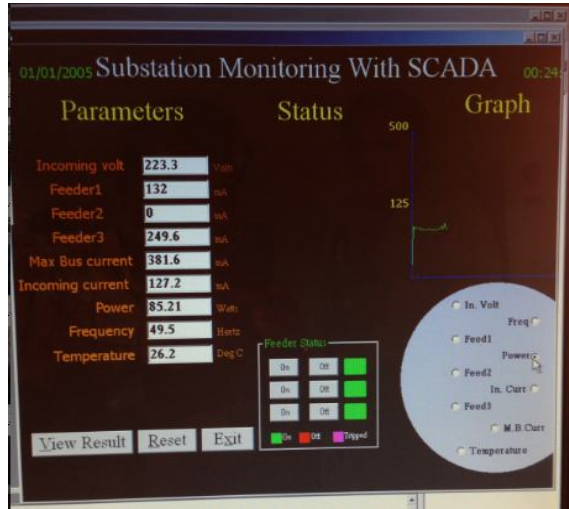 01/01/2005 Substation Monitoring With SCADA 00:24:
Parameters Status Graph
500
125
Incoming volt 223.3 Volts
Feeder1 132 mA
Feeder2 0 mA
Feeder3 249.6 mA
Max Bus current 381.6 mA
Incoming current 127.2 mA
Power 85.21 Watts
Frequency 49.5 Hertz
Temperature 26.2 Deg C
Feeder Status
On Off
On Off
On Off
On Off Tripped
In. Volt
Freq
Feed1
Power
Feed2
In. Curr
Feed3
M.B.Curr
Temperature
View Result Reset Exit